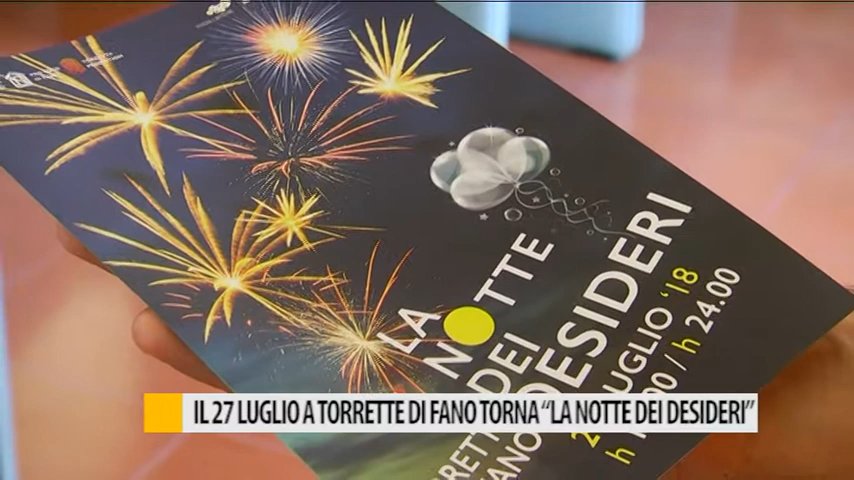 LA
NOTTE
DEI
DESIDERI
LUGLIO '18
/ h 24.00
IL 27 LUGLIO A TORRETTE DI FANO TORNA “LA NOTTE DEI DESIDERI”